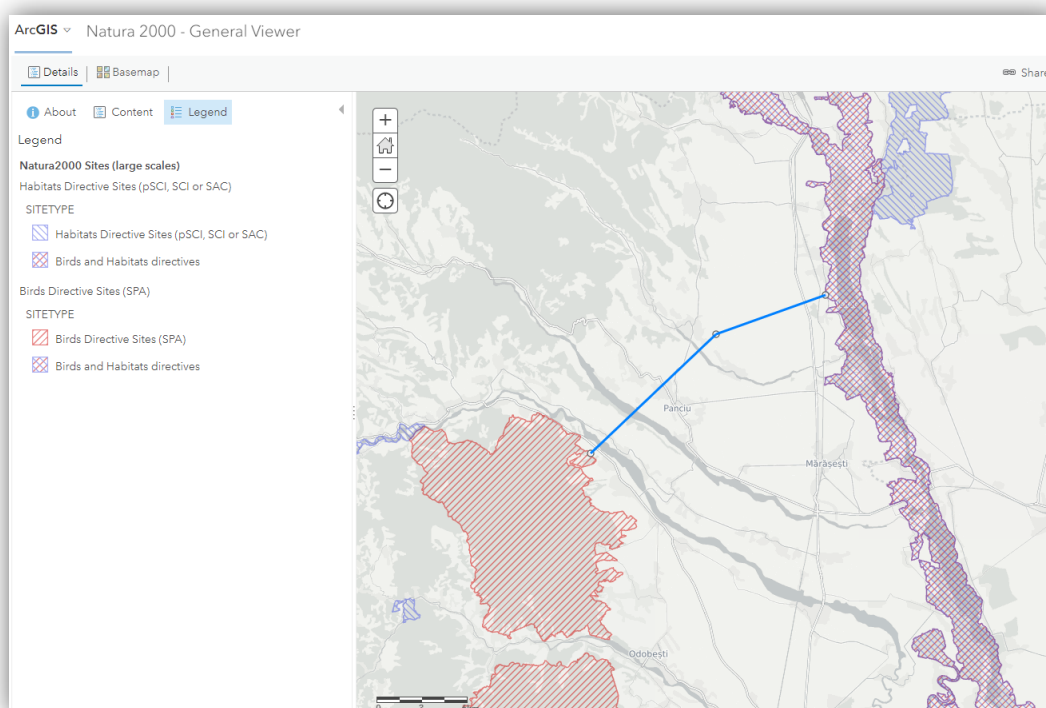 ArcGIS Natura 2000 - General Viewer
Details Basemap Share
About Content Legend
Legend
Natura2000 Sites (large scales)
Habitats Directive Sites (pSCI, SCI or SAC)
SITETYPE
Habitats Directive Sites (pSCI, SCI or SAC)
Birds and Habitats directives
Birds Directive Sites (SPA)
SITETYPE
Birds Directive Sites (SPA)
Birds and Habitats directives
+
−
Panciu
Mărășești
Odobești